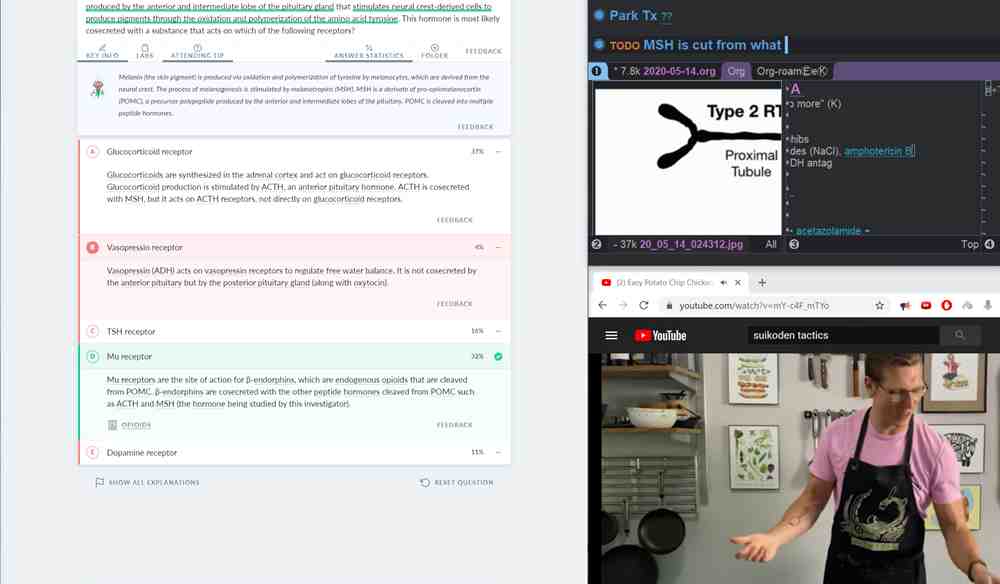 produced by the anterior and intermediate lobe of the pituitary gland that stimulates neural crest-derived cells to
produce pigments through the oxidation and polymerization of the amino acid tyrosine. This hormone is most likely
cosecreted with a substance that acts on which of the following receptors?
KEY INFO
LABS
ATTENDING TIP
ANSWER STATISTICS
FOLDER
FEEDBACK
Melanin (the skin pigment) is produced via oxidation and polymerization of tyrosine by melanocytes, which are derived from the
neural crest. The process of melanogenesis is stimulated by melanotropin (MSH). MSH is a derivate of pro-opiomelanocortin
(POMC), a precursor polypeptide produced by the anterior and intermediate lobes of the pituitary. POMC is cleaved into multiple
peptide hormones.
FEEDBACK
A Glucocorticoid receptor 37% –
Glucocorticoids are synthesized in the adrenal cortex and act on glucocorticoid receptors.
Glucocorticoid production is stimulated by ACTH, an anterior pituitary hormone. ACTH is cosecreted
with MSH, but it acts on ACTH receptors, not directly on glucocorticoid receptors.
FEEDBACK
B Vasopressin receptor 4% –
Vasopressin (ADH) acts on vasopressin receptors to regulate free water balance. It is not cosecreted by
the anterior pituitary but by the posterior pituitary gland (along with oxytocin).
FEEDBACK
C TSH receptor 16% –
D Mu receptor 32%
Mu receptors are the site of action for β-endorphins, which are endogenous opioids that are cleaved
from POMC. β-endorphins are cosecreted with the other peptide hormones cleaved from POMC such
as ACTH and MSH (the hormone being studied by this investigator).
OPIOIDS
FEEDBACK
E Dopamine receptor 11% –
SHOW ALL EXPLANATIONS
RESET QUESTION
Park Tx ??
TODO MSH is cut from what
1 * 7.8k 2020-05-14.org Org Org-roam
Type 2 RT
Proximal
Tubule
A
more" (K)
hibs
des (NaCl), amphotericin B
DH antag
acetazolamide
2 - 37k 20_05_14_024312.jpg All 3 Top 4
(2) Easy Potato Chip Chicke
youtube.com/watch?v=mY-c4F_mTYo
YouTube
suikoden tactics